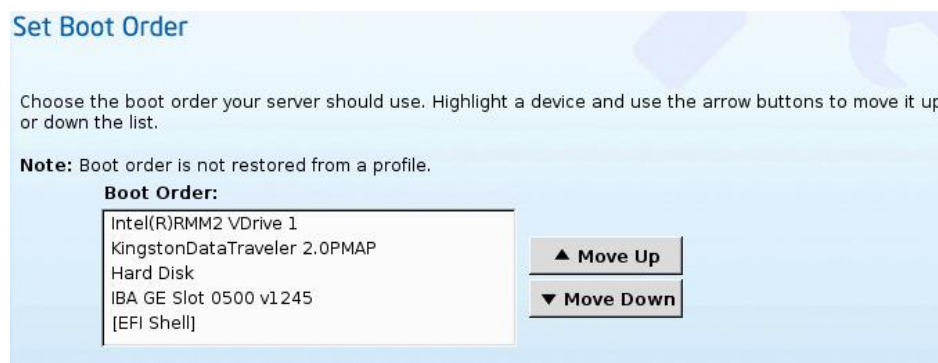 Set Boot Order
Choose the boot order your server should use. Highlight a device and use the arrow buttons to move it up
or down the list.
Note: Boot order is not restored from a profile.
Boot Order:
Intel(R)RMM2 VDrive 1
KingstonDataTraveler 2.0PMAP
Hard Disk
IBA GE Slot 0500 v1245
[EFI Shell]
▲ Move Up
▼ Move Down